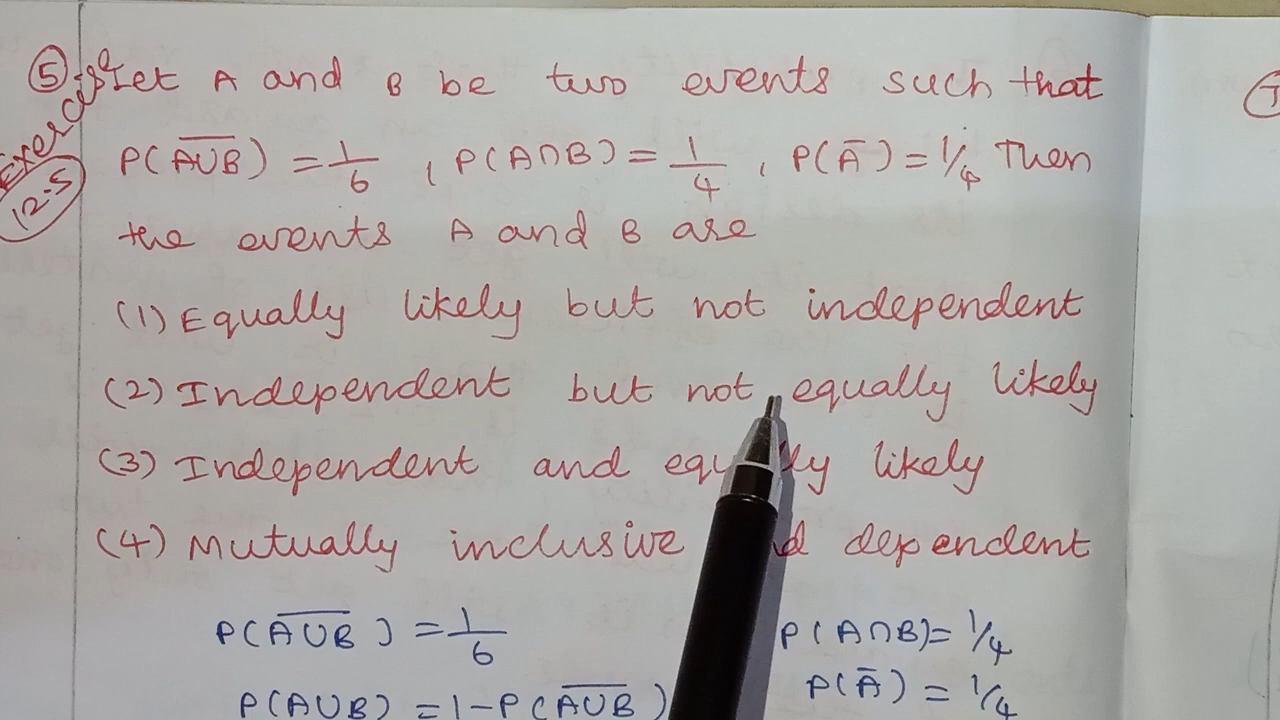 ⑤ Let A and B be two events such that
Exercise 12.5
P(A̅U̅B̅) = 1/6 , P(A∩B) = 1/4 , P(A̅) = 1/4 Then
the events A and B are
(1) Equally likely but not independent
(2) Independent but not equally likely
(3) Independent and equally likely
(4) Mutually inclusive dependent
P(A̅U̅B̅) = 1/6
P(A∩B) = 1/4
P(AUB) = 1-P(A̅U̅B̅)
P(A̅) = 1/4